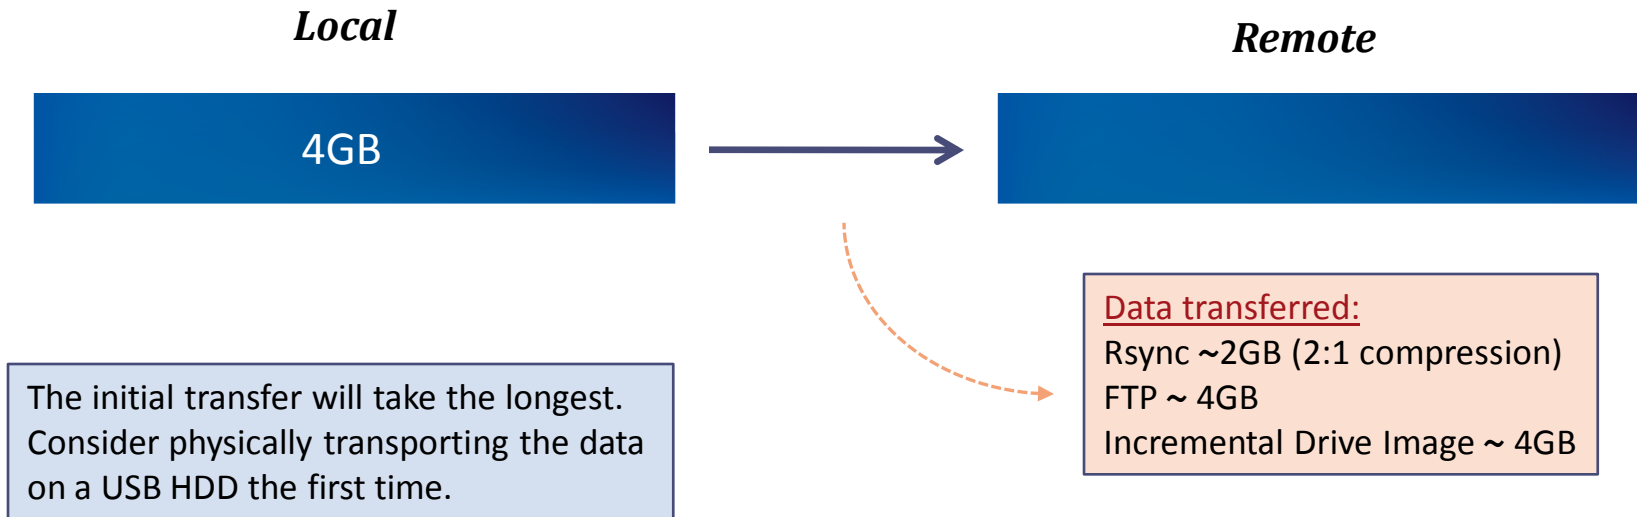 Local
Remote
4GB
Data transferred:
Rsync ~2GB (2:1 compression)
FTP ~ 4GB
Incremental Drive Image ~ 4GB
The initial transfer will take the longest.
Consider physically transporting the data
on a USB HDD the first time.